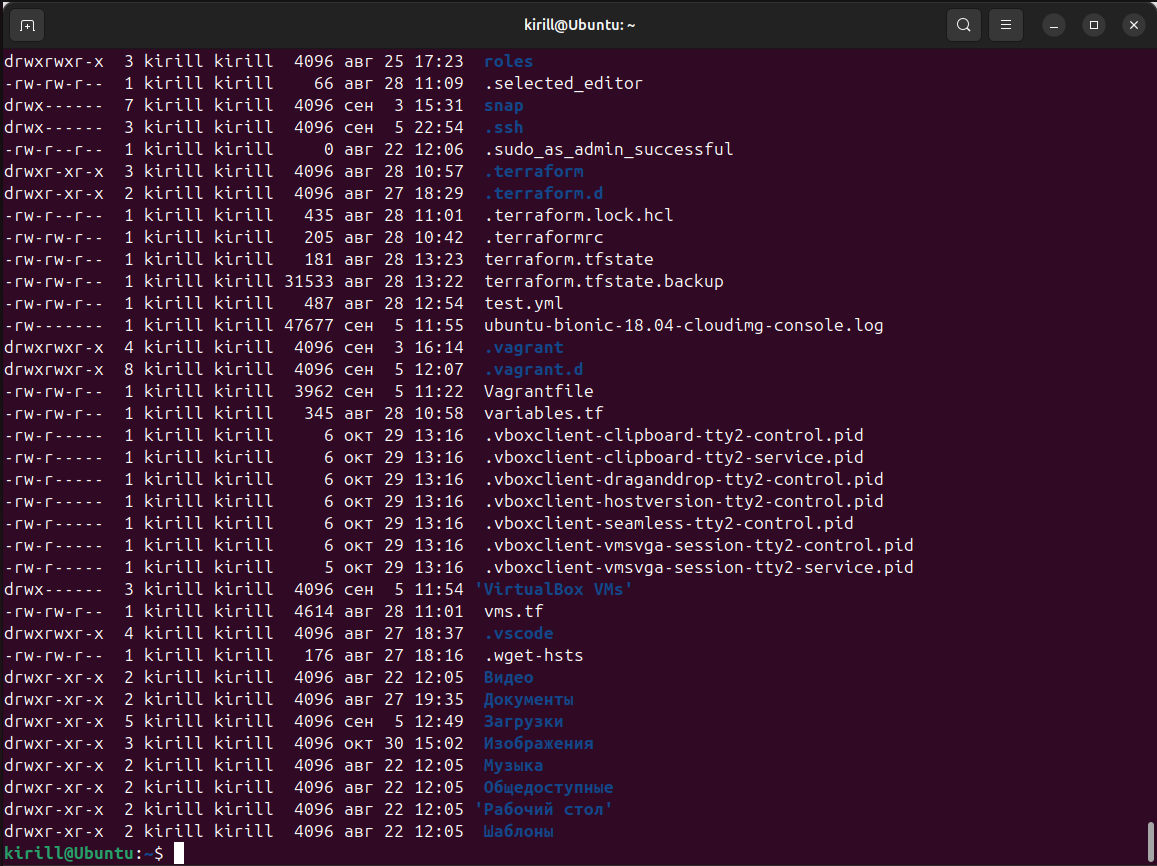 kirill@Ubuntu: ~
drwxrwxr-x  3 kirill kirill  4096 авг 25 17:23  roles
-rw-rw-r--  1 kirill kirill    66 авг 28 11:09  .selected_editor
drwx------  7 kirill kirill  4096 сен  3 15:31  snap
drwx------  3 kirill kirill  4096 сен  5 22:54  .ssh
-rw-r--r--  1 kirill kirill     0 авг 22 12:06  .sudo_as_admin_successful
drwxr-xr-x  3 kirill kirill  4096 авг 28 10:57  .terraform
drwxr-xr-x  2 kirill kirill  4096 авг 27 18:29  .terraform.d
-rw-r--r--  1 kirill kirill   435 авг 28 11:01  .terraform.lock.hcl
-rw-rw-r--  1 kirill kirill   205 авг 28 10:42  .terraformrc
-rw-rw-r--  1 kirill kirill   181 авг 28 13:23  terraform.tfstate
-rw-rw-r--  1 kirill kirill 31533 авг 28 13:22  terraform.tfstate.backup
-rw-rw-r--  1 kirill kirill   487 авг 28 12:54  test.yml
-rw-------  1 kirill kirill 47677 сен  5 11:55  ubuntu-bionic-18.04-cloudimg-console.log
drwxrwxr-x  4 kirill kirill  4096 сен  3 16:14  .vagrant
drwxrwxr-x  8 kirill kirill  4096 сен  5 12:07  .vagrant.d
-rw-rw-r--  1 kirill kirill  3962 сен  5 11:22  Vagrantfile
-rw-rw-r--  1 kirill kirill   345 авг 28 10:58  variables.tf
-rw-r-----  1 kirill kirill     6 окт 29 13:16  .vboxclient-clipboard-tty2-control.pid
-rw-r-----  1 kirill kirill     6 окт 29 13:16  .vboxclient-clipboard-tty2-service.pid
-rw-r-----  1 kirill kirill     6 окт 29 13:16  .vboxclient-draganddrop-tty2-control.pid
-rw-r-----  1 kirill kirill     6 окт 29 13:16  .vboxclient-hostversion-tty2-control.pid
-rw-r-----  1 kirill kirill     6 окт 29 13:16  .vboxclient-seamless-tty2-control.pid
-rw-r-----  1 kirill kirill     6 окт 29 13:16  .vboxclient-vmsvga-session-tty2-control.pid
-rw-r-----  1 kirill kirill     5 окт 29 13:16  .vboxclient-vmsvga-session-tty2-service.pid
drwx------  3 kirill kirill  4096 сен  5 11:54 'VirtualBox VMs'
-rw-rw-r--  1 kirill kirill  4614 авг 28 11:01  vms.tf
drwxrwxr-x  4 kirill kirill  4096 авг 27 18:37  .vscode
-rw-rw-r--  1 kirill kirill   176 авг 27 18:16  .wget-hsts
drwxr-xr-x  2 kirill kirill  4096 авг 22 12:05  Видео
drwxr-xr-x  2 kirill kirill  4096 авг 27 19:35  Документы
drwxr-xr-x  5 kirill kirill  4096 сен  5 12:49  Загрузки
drwxr-xr-x  3 kirill kirill  4096 окт 30 15:02  Изображения
drwxr-xr-x  2 kirill kirill  4096 авг 22 12:05  Музыка
drwxr-xr-x  2 kirill kirill  4096 авг 22 12:05  Общедоступные
drwxr-xr-x  2 kirill kirill  4096 авг 22 12:05 'Рабочий стол'
drwxr-xr-x  2 kirill kirill  4096 авг 22 12:05  Шаблоны
kirill@Ubuntu:~$